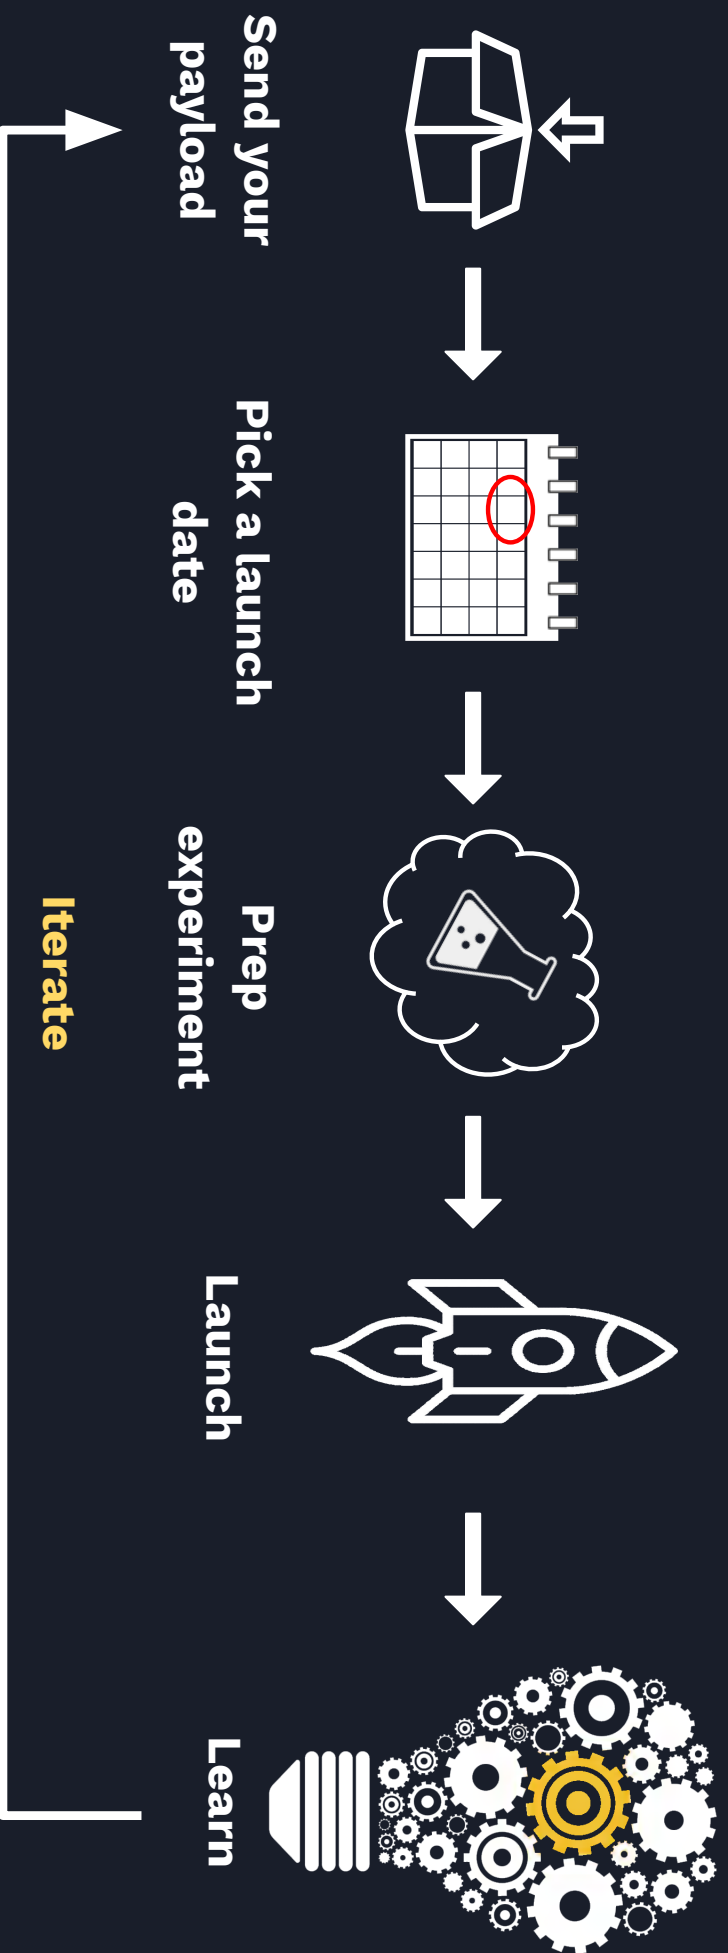 Send your
payload
Pick a launch
date
Prep
experiment
Launch
Learn
Iterate